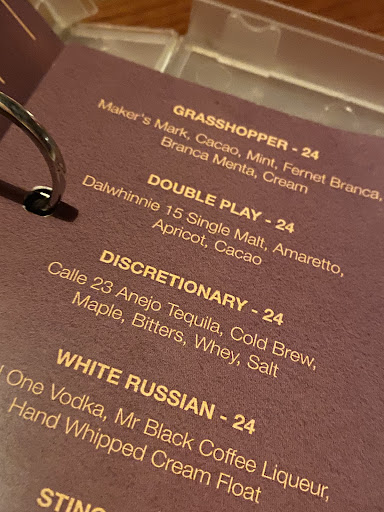 GRASSHOPPER - 24
Maker's Mark, Cacao, Mint, Fernet Branca,
Branca Menta, Cream
DOUBLE PLAY - 24
Dalwhinnie 15 Single Malt, Amaretto,
Apricot, Cacao
DISCRETIONARY - 24
Calle 23 Anejo Tequila, Cold Brew,
Maple, Bitters, Whey, Salt
WHITE RUSSIAN - 24
One Vodka, Mr Black Coffee Liqueur,
Hand Whipped Cream Float